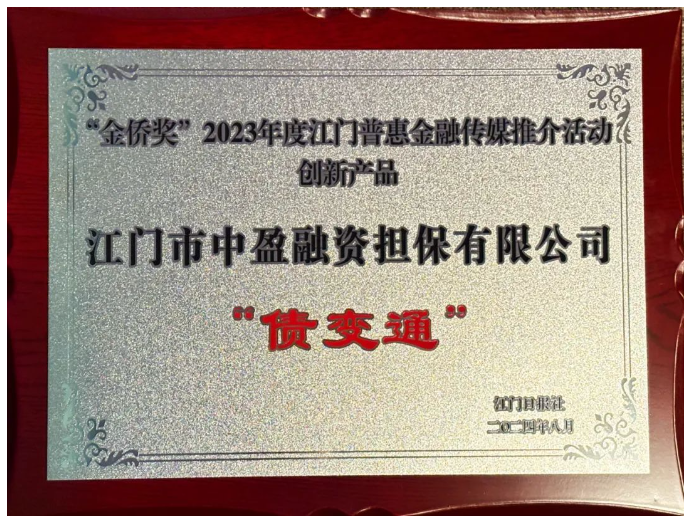 “金侨奖”2023年度江门普惠金融传媒推介活动
创新产品
江门市中盈融资担保有限公司
“债变通”
江门日报社
二〇二四年八月